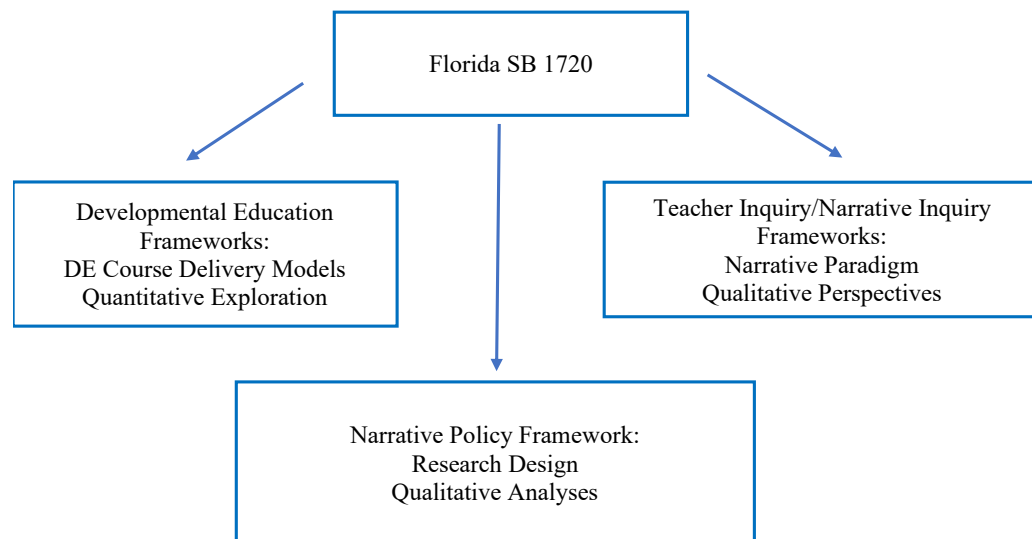 Florida SB 1720
Developmental Education
Frameworks:
DE Course Delivery Models
Quantitative Exploration
Teacher Inquiry/Narrative Inquiry
Frameworks:
Narrative Paradigm
Qualitative Perspectives
Narrative Policy Framework:
Research Design
Qualitative Analyses